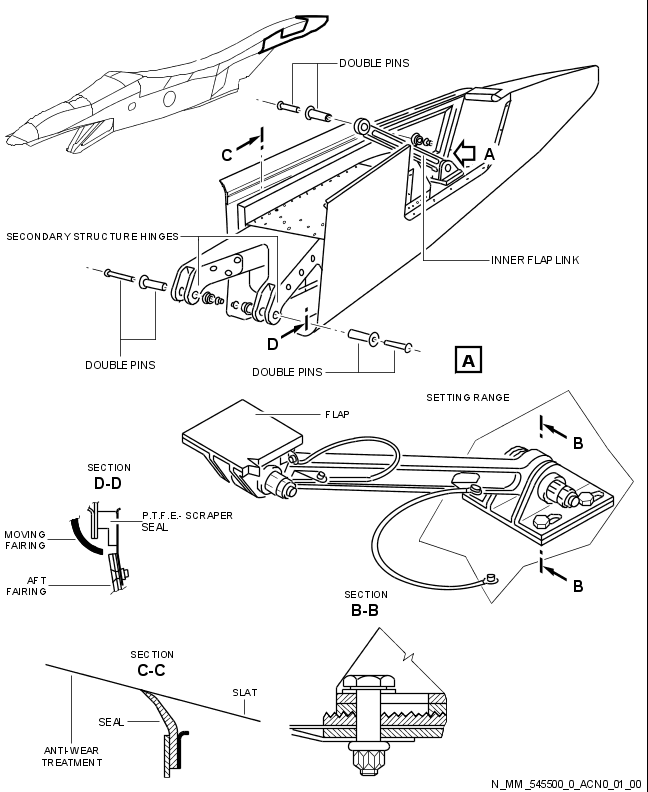 DOUBLE PINS
C
A
SECONDARY STRUCTURE HINGES
INNER FLAP LINK
D
DOUBLE PINS
DOUBLE PINS
A
SETTING RANGE
FLAP
B
SECTION
D-D
P.T.F.E.- SCRAPER
SEAL
MOVING
FAIRING
AFT
FAIRING
B
SECTION
B-B
SECTION
C-C
SLAT
SEAL
ANTI-WEAR
TREATMENT
N_MM_545500_0_ACN0_01_00